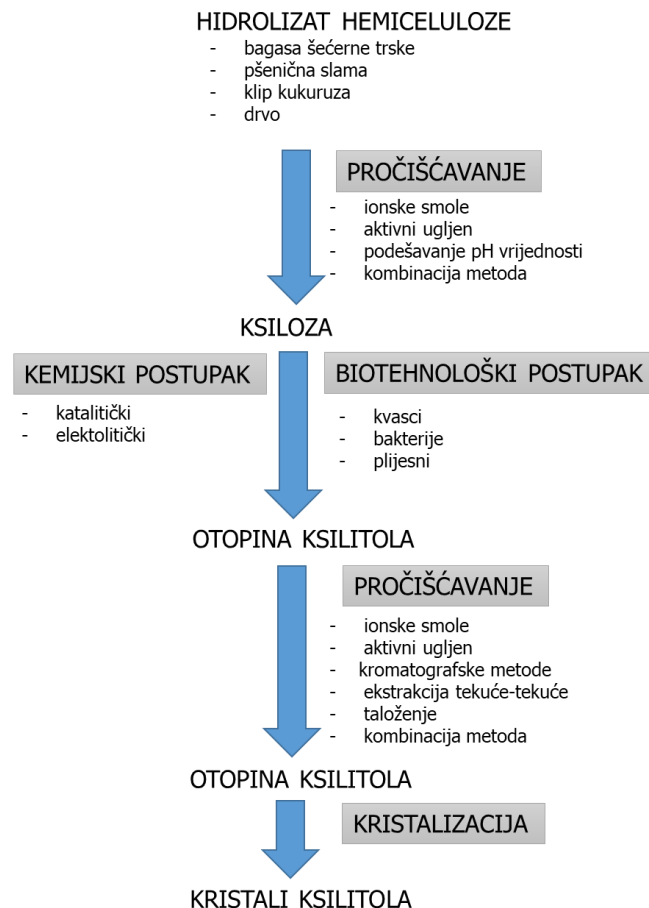 HIDROLIZAT HEMICELULOZE
- bagasa šećerne trske
- pšenična slama
- klip kukuruza
- drvo
PROČIŠĆAVANJE
- ionske smole
- aktivni ugljen
- podešavanje pH vrijednosti
- kombinacija metoda
KSILOZA
KEMIJSKI POSTUPAK
- katalitički
- elektolitički
BIOTEHNOLOŠKI POSTUPAK
- kvasci
- bakterije
- plijesni
OTOPINA KSILITOLA
PROČIŠĆAVANJE
- ionske smole
- aktivni ugljen
- kromatografske metode
- ekstrakcija tekuće-tekuće
- taloženje
- kombinacija metoda
OTOPINA KSILITOLA
KRISTALIZACIJA
KRISTALI KSILITOLA